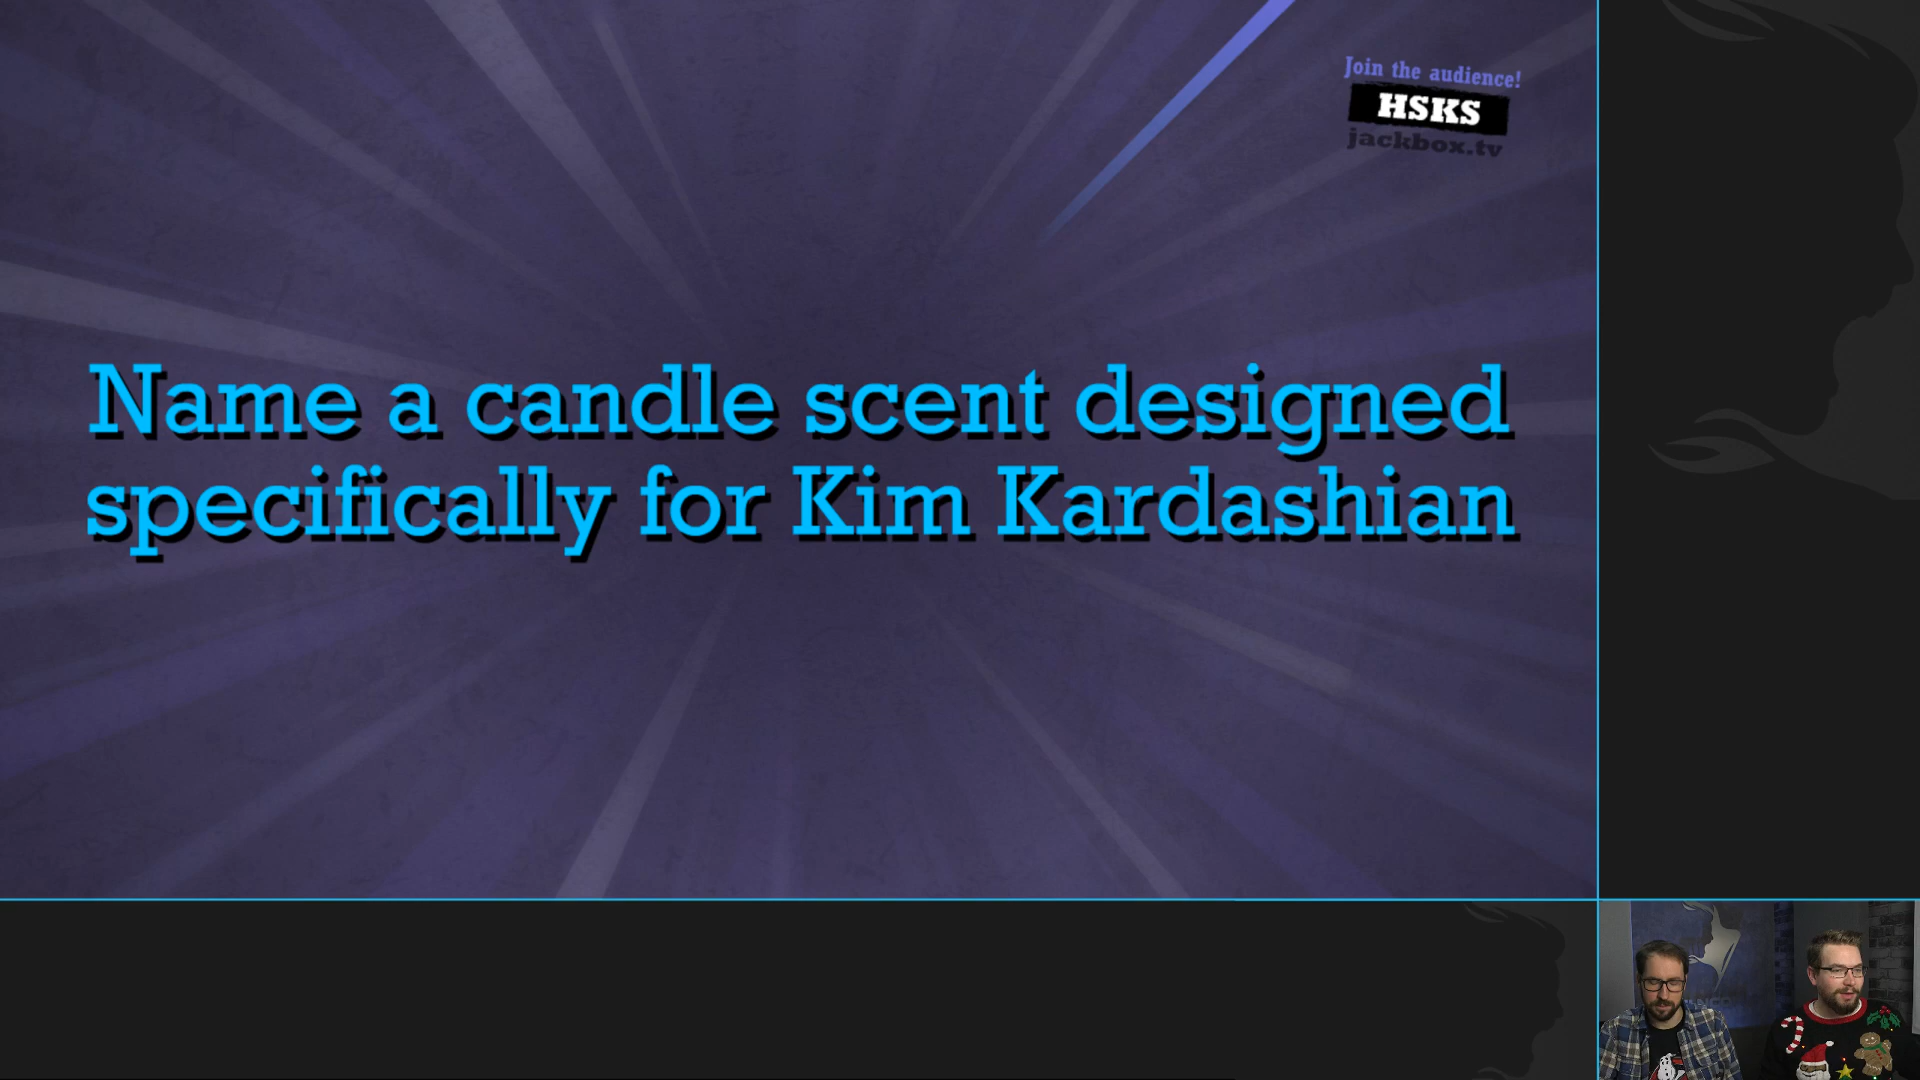 Join the audience!
HSKS
jackbox.tv
Name a candle scent designed
specifically for Kim Kardashian